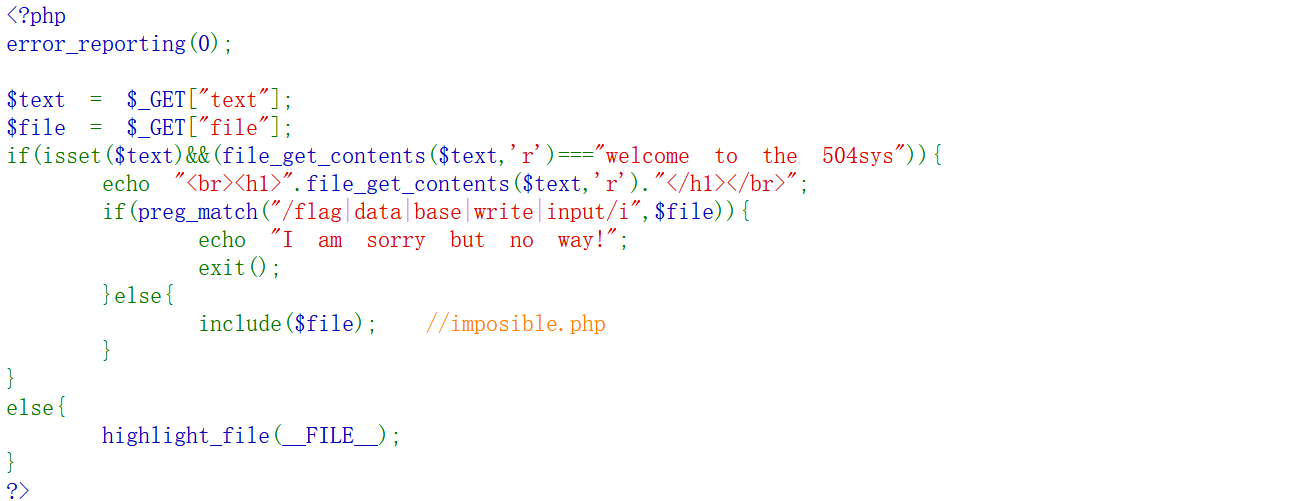 <?php
error_reporting(0);
$text = $_GET["text"];
$file = $_GET["file"];
if(isset($text)&&(file_get_contents($text,'r')==="welcome to the 504sys")){
echo "<br><h1>".file_get_contents($text,'r')."</h1></br>";
if(preg_match("/flag|data|base|write|input/i",$file)){
echo "I am sorry but no way!";
exit();
}else{
include($file); //imposible.php
}
}
else{
highlight_file(__FILE__);
}
?>